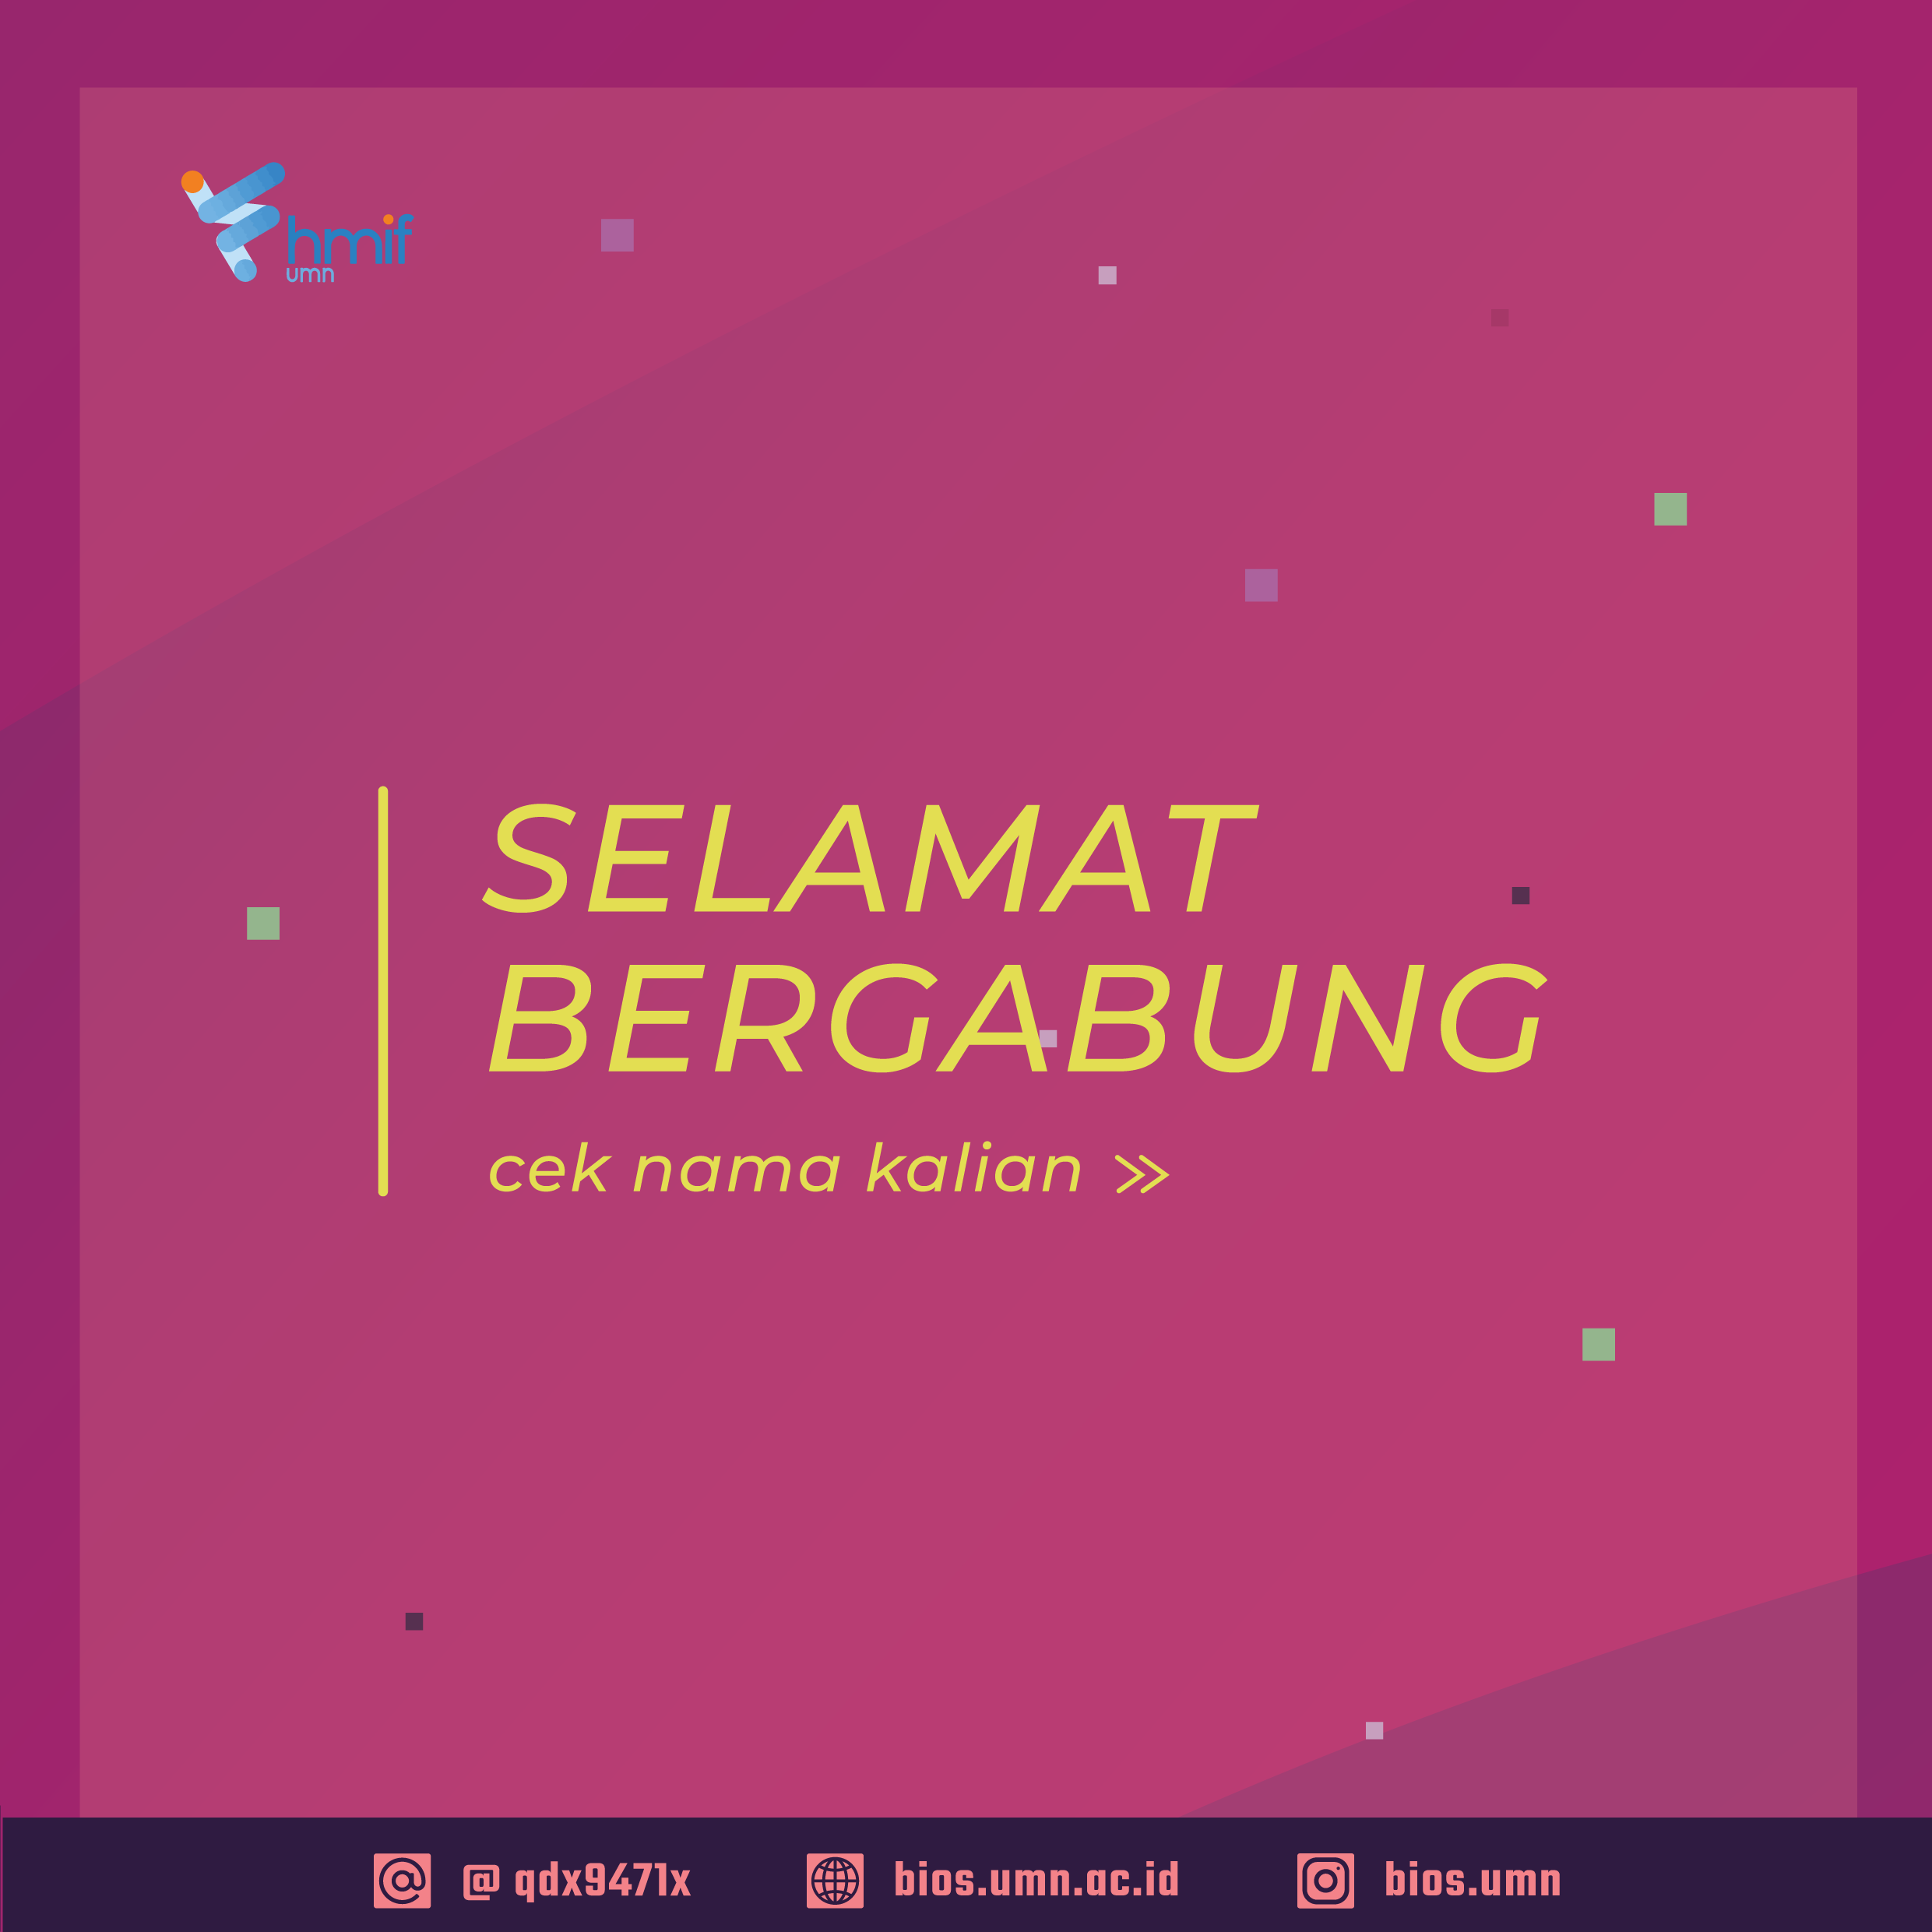 hmif
umn
SELAMAT
BERGABUNG
cek nama kalian »
@qdx9471x
bios.umn.ac.id
bios.umn